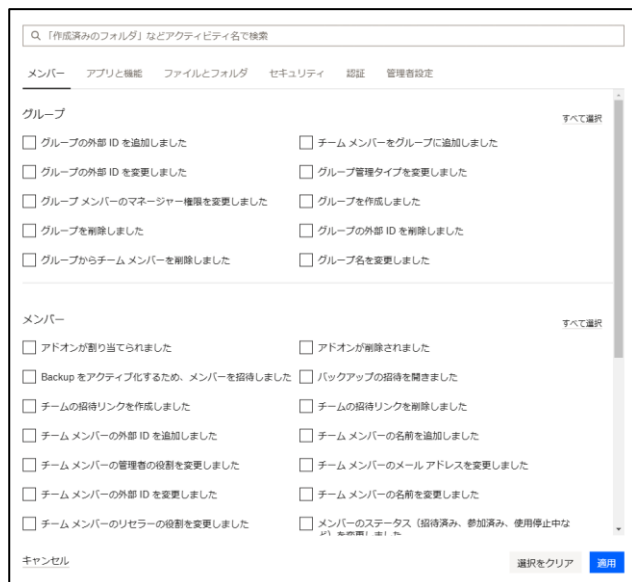 「作成済みのフォルダ」などアクティビティ名で検索
メンバー アプリと機能 ファイルとフォルダ セキュリティ 認証 管理者設定
グループ すべて選択
グループの外部 ID を追加しました チーム メンバーをグループに追加しました
グループの外部 ID を変更しました グループ管理タイプを変更しました
グループ メンバーのマネージャー権限を変更しました グループを作成しました
グループを削除しました グループの外部 ID を削除しました
グループからチーム メンバーを削除しました グループ名を変更しました
メンバー すべて選択
アドオンが割り当てられました アドオンが削除されました
Backup をアクティブ化するため、メンバーを招待しました バックアップの招待を開きました
チームの招待リンクを作成しました チームの招待リンクを削除しました
チーム メンバーの外部 ID を追加しました チーム メンバーの名前を追加しました
チーム メンバーの管理者の役割を変更しました チーム メンバーのメール アドレスを変更しました
チーム メンバーの外部 ID を変更しました チーム メンバーの名前を変更しました
チーム メンバーのリセラーの役割を変更しました メンバーのステータス（招待済み、参加済み、使用停止中な
ど）を変更しました
キャンセル 選択をクリア 適用